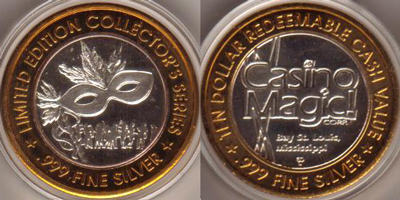 LIMITED EDITION COLLECTOR'S SERIES
.999 FINE SILVER
TEN DOLLAR REDEEMABLE CASH VALUE
Casino
Magic
CORP.
Bay St. Louis,
Mississippi
.999 FINE SILVER